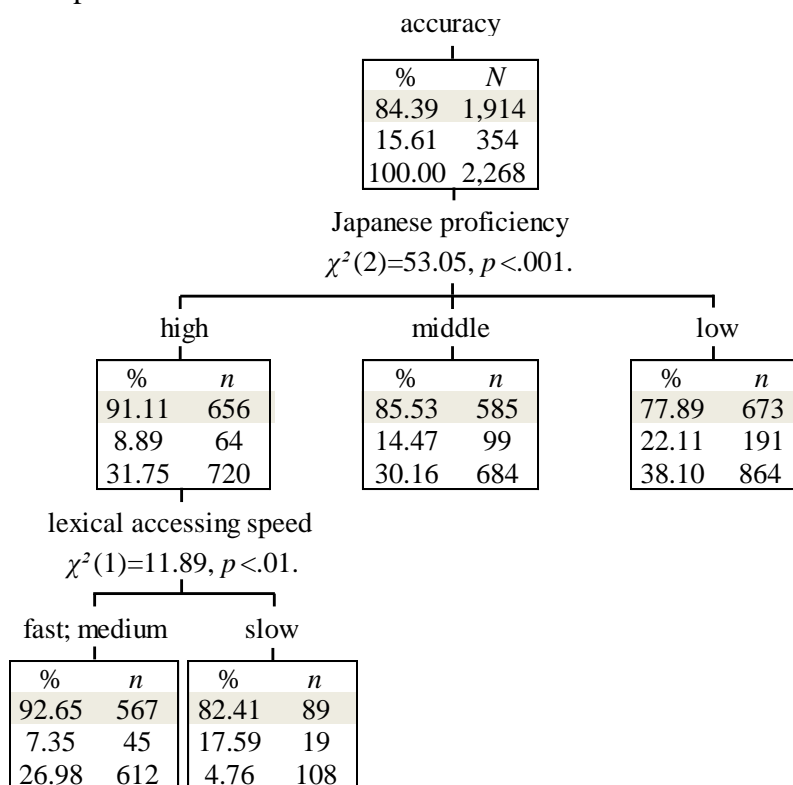 accuracy
% N
84.39 1,914
15.61 354
100.00 2,268
Japanese proficiency
χ²(2)=53.05, p<.001.
high middle low
% n % n % n
91.11 656 85.53 585 77.89 673
8.89 64 14.47 99 22.11 191
31.75 720 30.16 684 38.10 864
lexical accessing speed
χ²(1)=11.89, p<.01.
fast; medium slow
% n % n
92.65 567 82.41 89
7.35 45 17.59 19
26.98 612 4.76 108